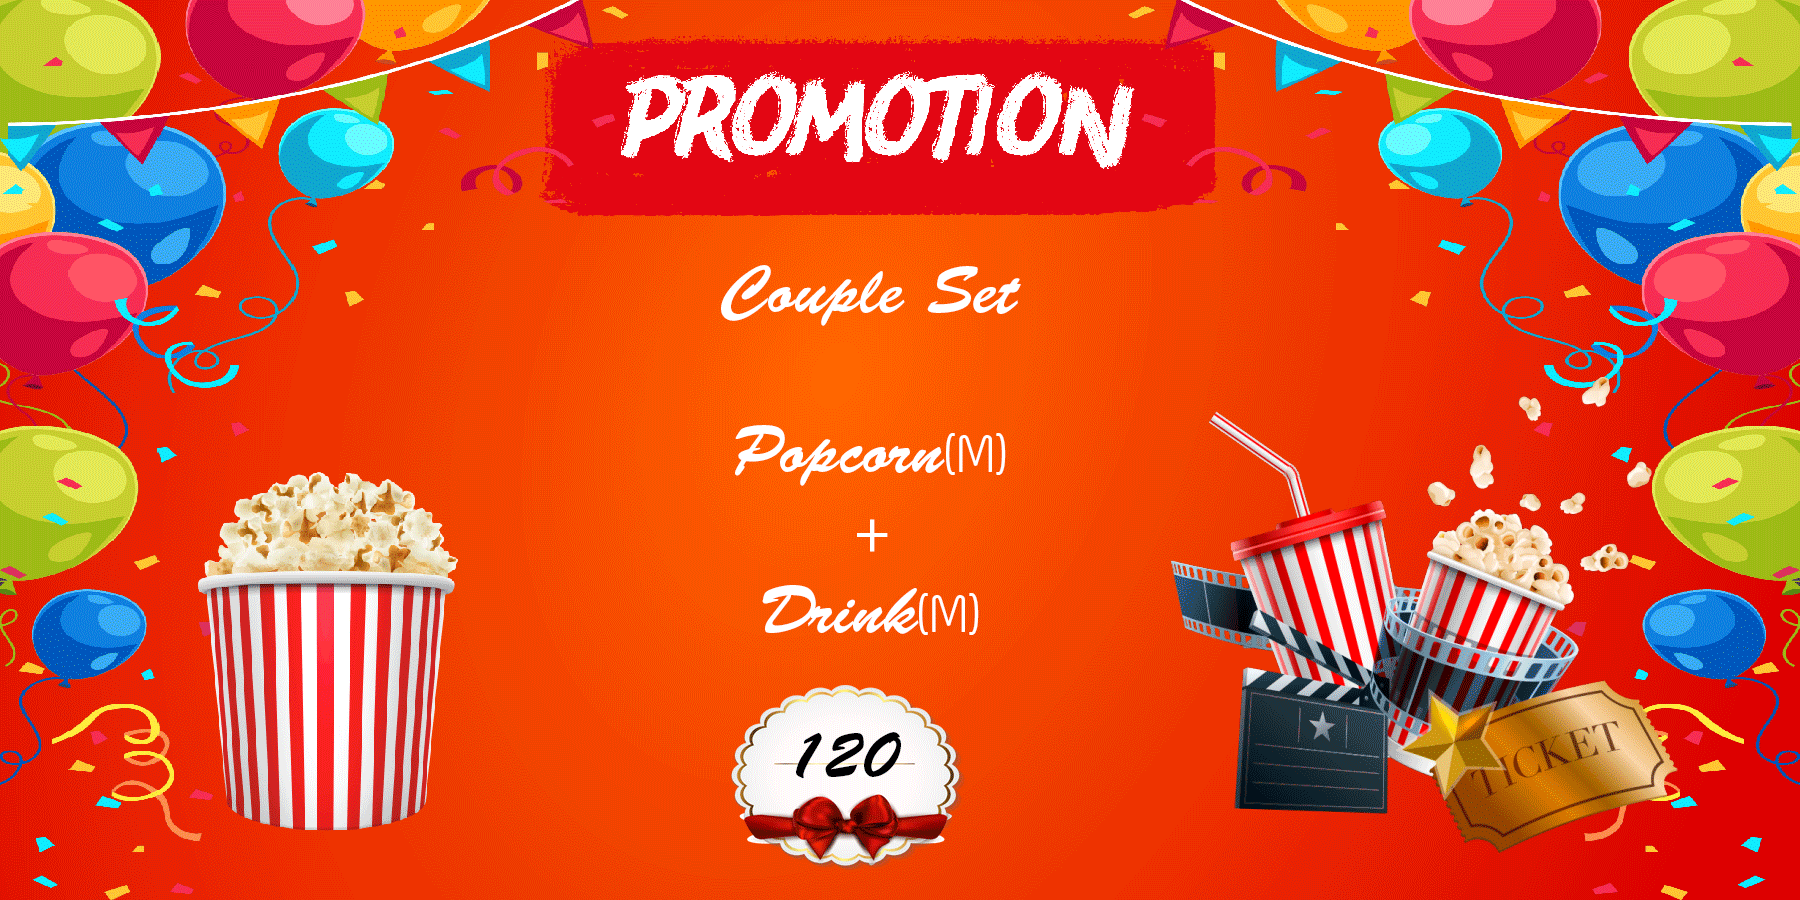 PROMOTION
Couple Set
Popcorn(M)
+
Drink(M)
120
TICKET